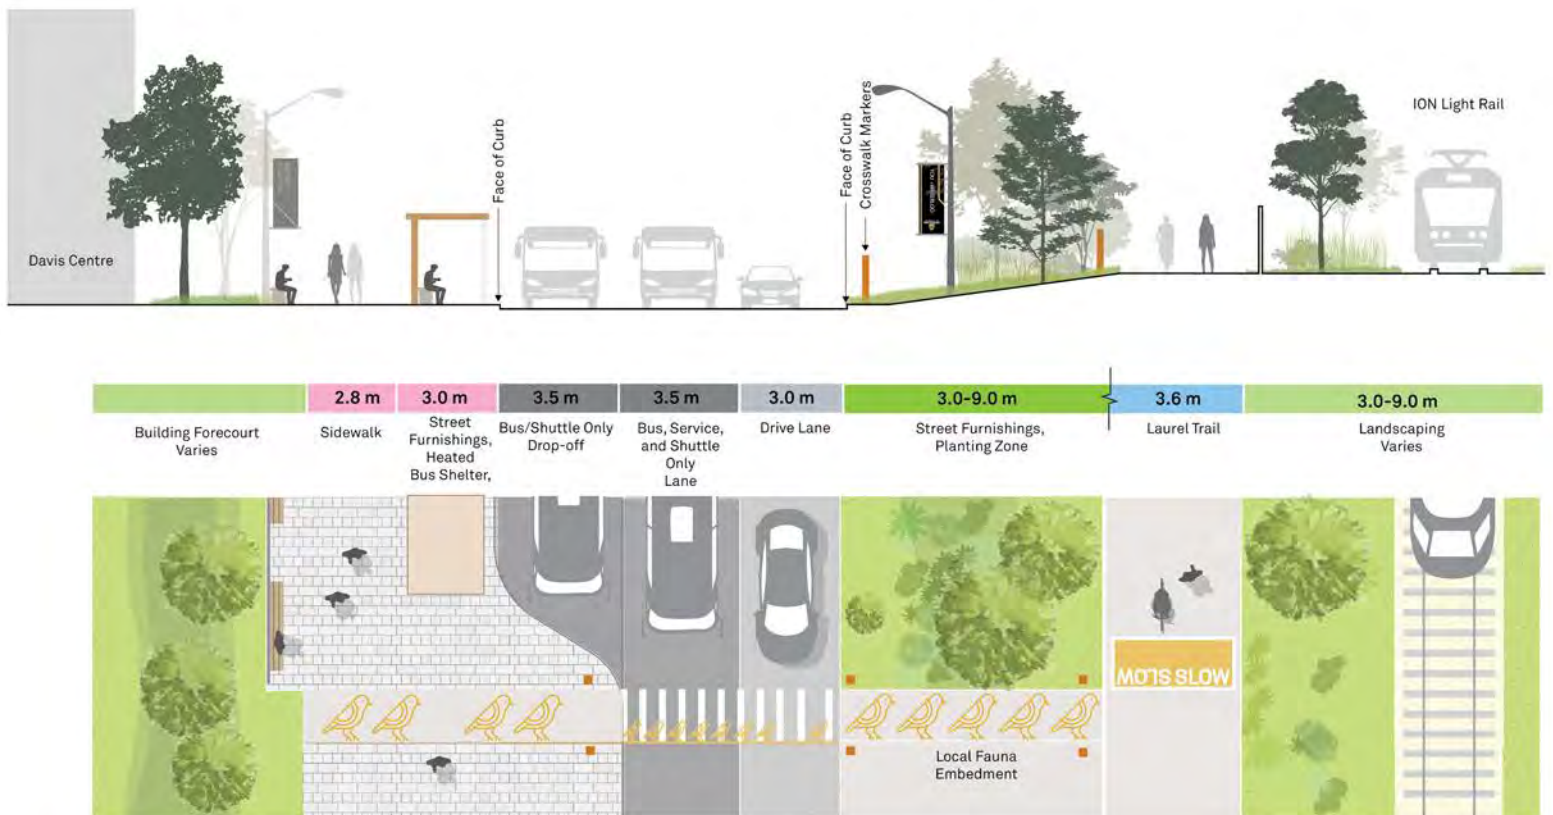 Face of Curb
Face of Curb
Crosswalk Markers
ION Light Rail
Davis Centre
2.8 m
3.0 m
3.5 m
3.5 m
3.0 m
3.0-9.0 m
3.6 m
3.0-9.0 m
Building Forecourt
Varies
Sidewalk
Street
Furnishings,
Heated
Bus Shelter,
Bus/Shuttle Only
Drop-off
Bus, Service,
and Shuttle
Only
Lane
Drive Lane
Street Furnishings,
Planting Zone
Laurel Trail
Landscaping
Varies
SLOW
SLOW
Local Fauna
Embedment